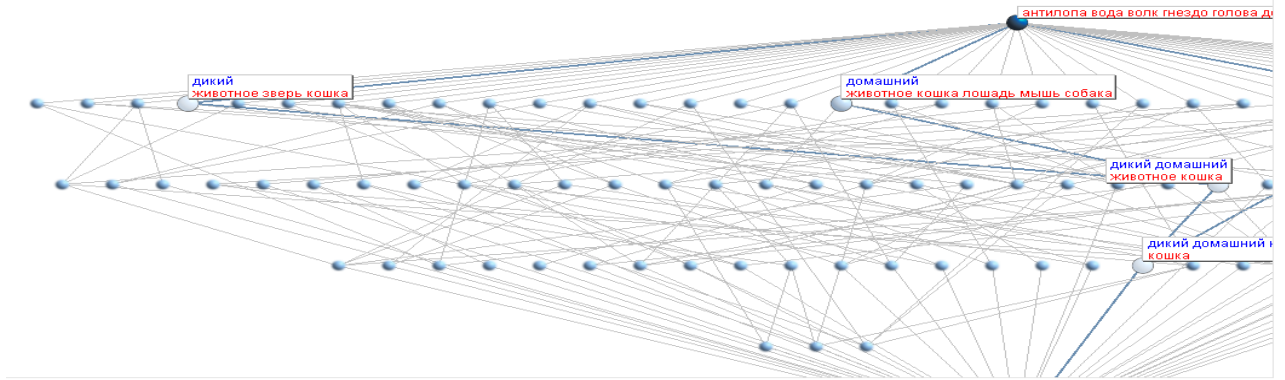 антилопа вода волк гнездо голова
дикий
животное зверь кошка
домашний
животное кошка лошадь мышь собака
дикий домашний
животное кошка
дикий домашний
кошка